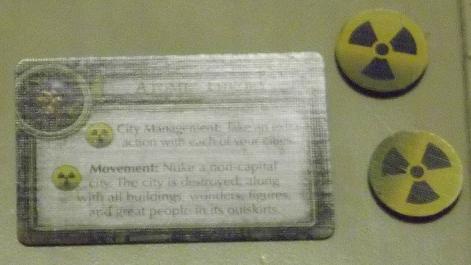 City Management: Take an extra
action with each of your cities.
Movement: Nuke a non-capital
city. The city is destroyed, along
with all buildings, wonders, figures,
and great people in its outskirts.